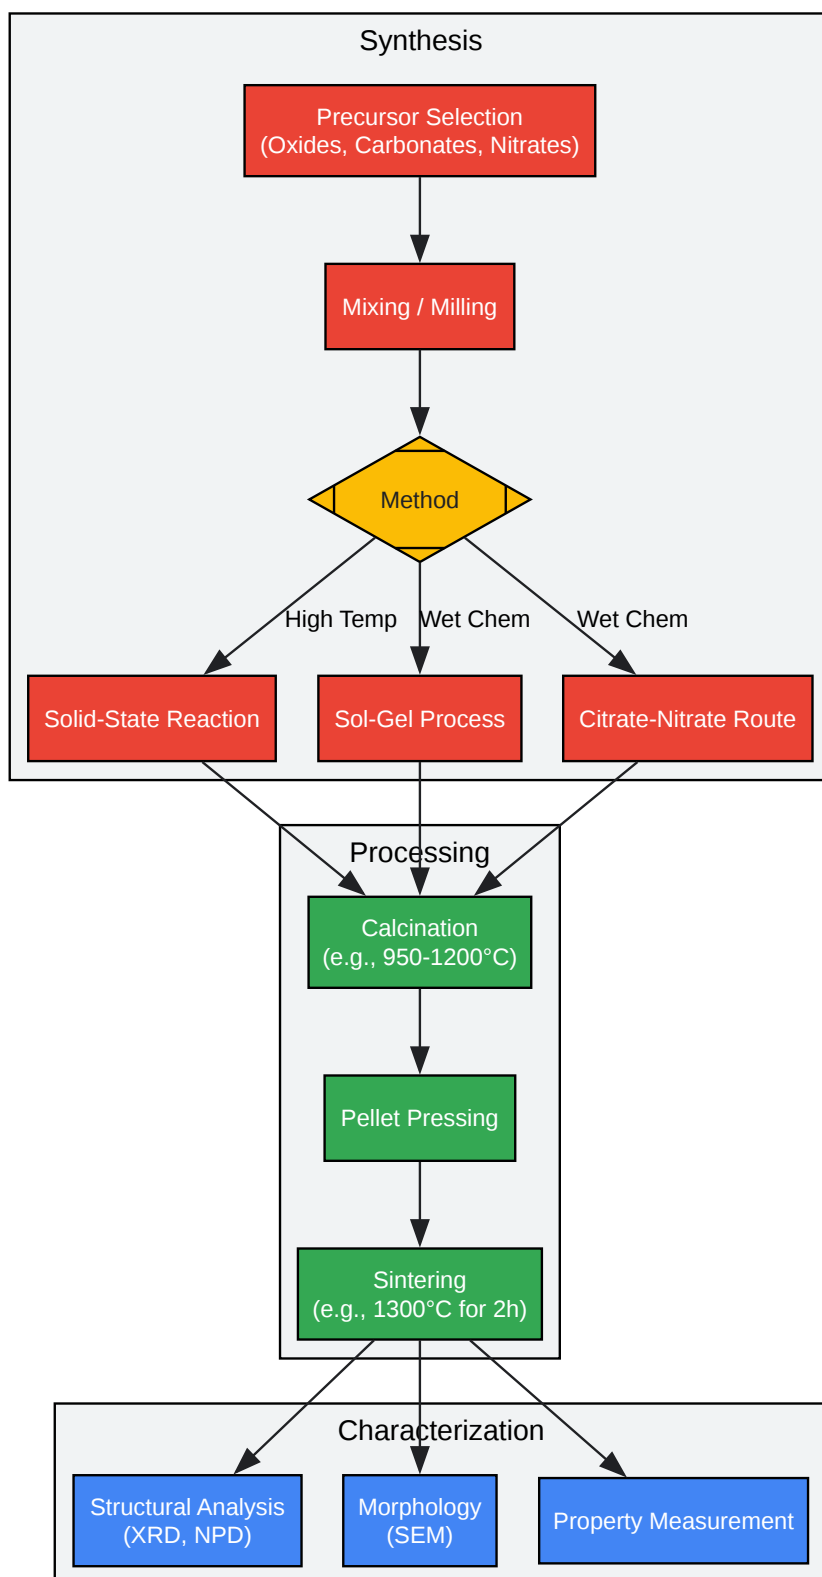 Synthesis
Precursor Selection
(Oxides, Carbonates, Nitrates)
Mixing / Milling
Method
High Temp
Wet Chem
Wet Chem
Solid-State Reaction
Sol-Gel Process
Citrate-Nitrate Route
Processing
Calcination
(e.g., 950-1200°C)
Pellet Pressing
Sintering
(e.g., 1300°C for 2h)
Characterization
Structural Analysis
(XRD, NPD)
Morphology
(SEM)
Property Measurement